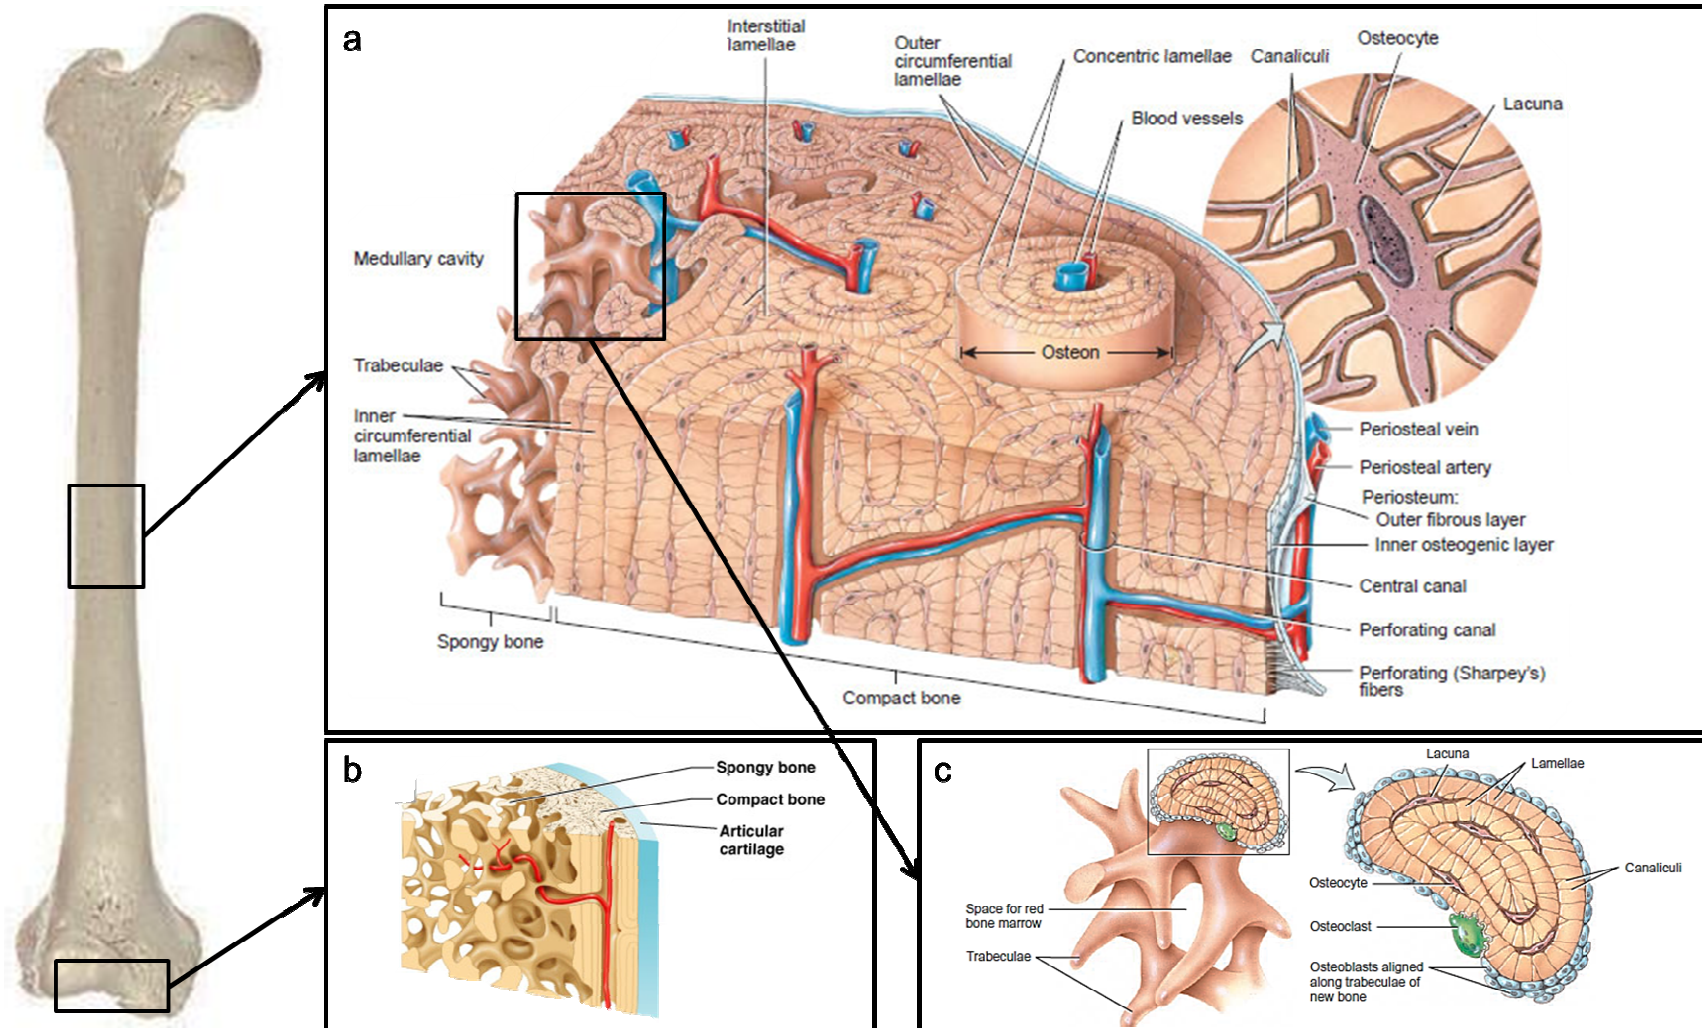 a
Interstitial
lamellae
Outer
circumferential
lamellae
Concentric lamellae
Canaliculi
Osteocyte
Lacuna
Blood vessels
Medullary cavity
Osteon
Trabeculae
Inner
circumferential
lamellae
Periosteal vein
Periosteal artery
Periosteum:
Outer fibrous layer
Inner osteogenic layer
Central canal
Perforating canal
Perforating (Sharpey's)
fibers
Spongy bone
Compact bone
b
Spongy bone
Compact bone
Articular
cartilage
c
Lacuna
Lamellae
Canaliculi
Osteocyte
Osteoclast
Osteoblasts aligned
along trabeculae of
new bone
Space for red
bone marrow
Trabeculae